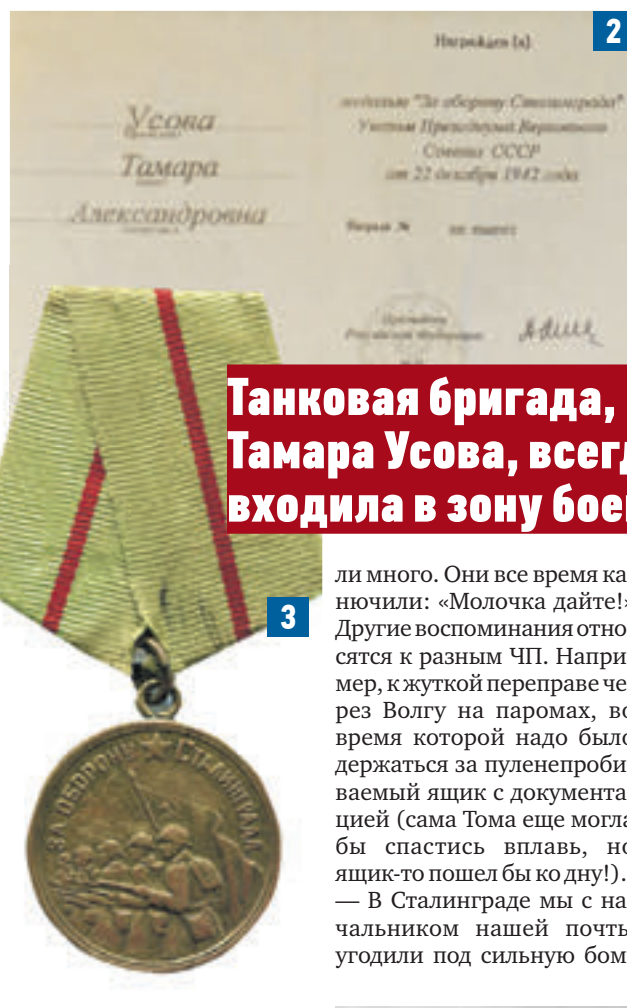 2
Награжден (а)
Усова
Тамара
Александровна
медалью "За оборону Сталинграда"
Указом Президиума Верховного
Совета СССР
от 22 декабря 1942 года
Танковая бригада,
Тамара Усова, всег
входила в зону бое
3
ЗА ОБОРОНУ СТАЛИНГРАДА
ли много. Они все время ка
нючили: «Молочка дайте!»
Другие воспоминания отно
сятся к разным ЧП. Напри
мер, к жуткой переправе че
рез Волгу на паромах, во
время которой надо было
держаться за пуленепроби
ваемый ящик с документа
цией (сама Тома еще могла
бы спастись вплавь, но
ящик-то пошел бы ко дну!).
— В Сталинграде мы с на
чальником нашей почты
угодили под сильную бом